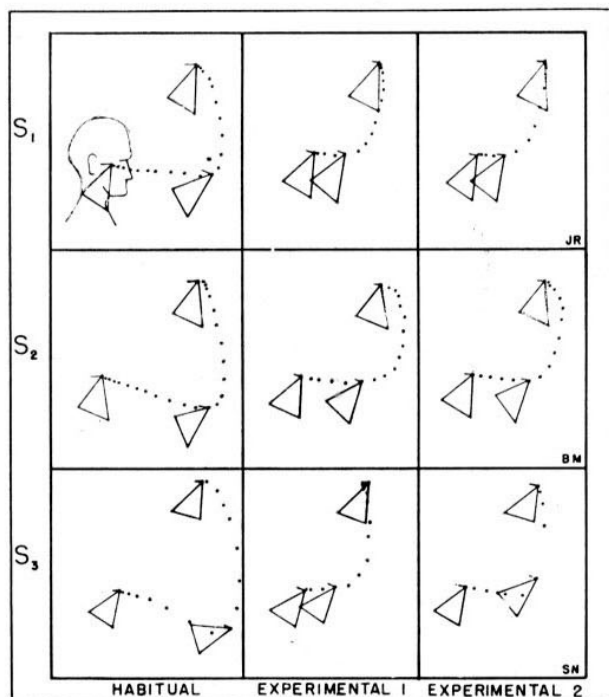 S₁
JR
S₂
BM
S₃
SN
HABITUAL EXPERIMENTAL 1 EXPERIMENTAL 2